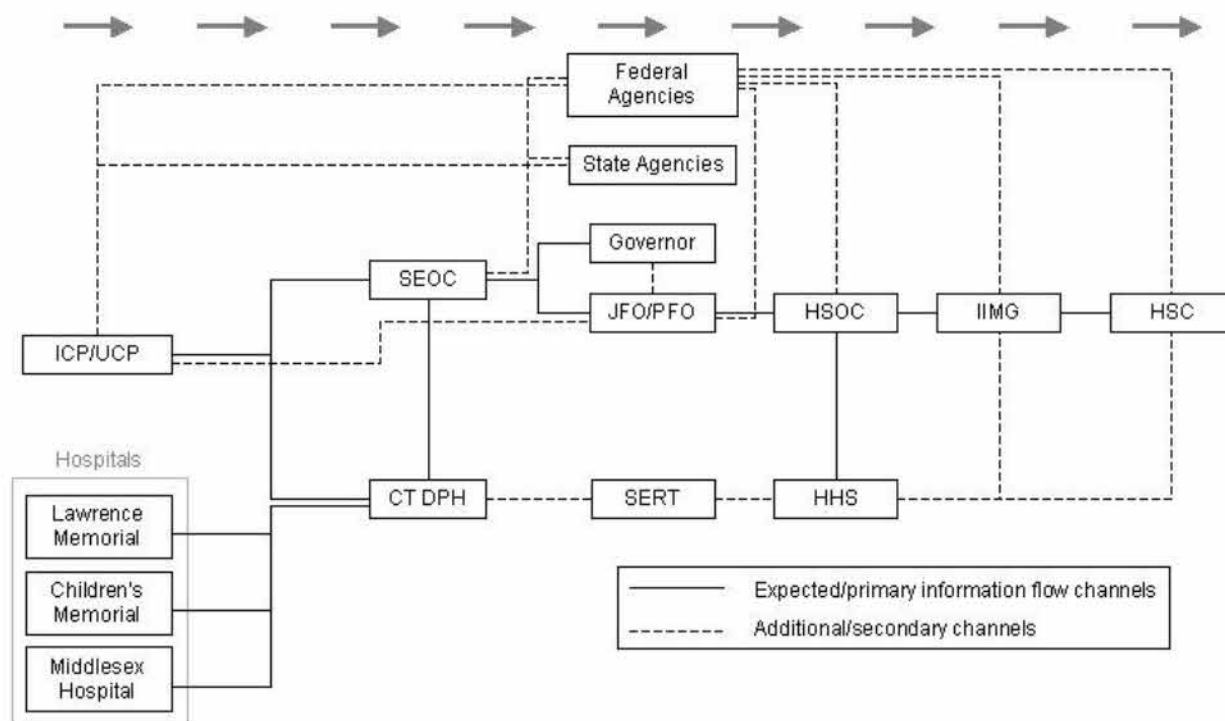 Federal
Agencies
State Agencies
Governor
SEOC
JFO/PFO
HSOC
IIMG
HSC
ICP/UCP
Hospitals
CT DPH
SERT
HHS
Lawrence
Memorial
Children's
Memorial
Middlesex
Hospital
Expected/primary information flow channels
Additional/secondary channels